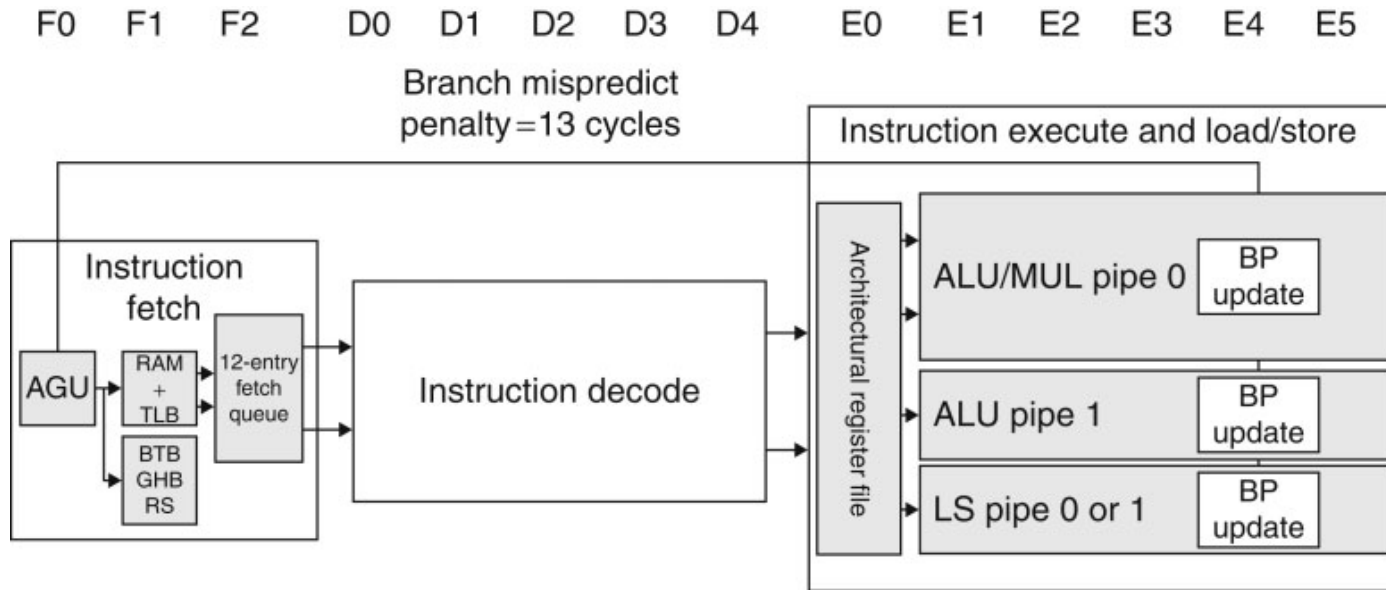 F0 F1 F2 D0 D1 D2 D3 D4 E0 E1 E2 E3 E4 E5
Branch mispredict
penalty=13 cycles
Instruction execute and load/store
Instruction
fetch
AGU
RAM
+
TLB
BTB
GHB
RS
12-entry
fetch
queue
Instruction decode
Architectural register file
ALU/MUL pipe 0
BP
update
ALU pipe 1
BP
update
LS pipe 0 or 1
BP
update